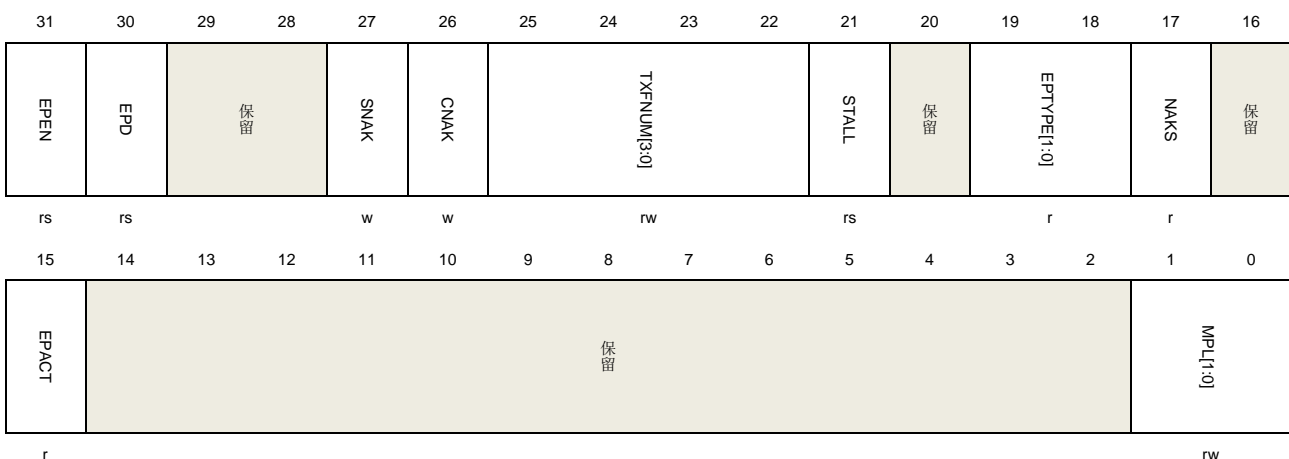 31 30 29 28 27 26 25 24 23 22 21 20 19 18 17 16
EPEN EPD 保留 SNAK CNAK TXFNUM[3:0] STALL 保留 EPTYPE[1:0] NAKS 保留
rs rs w w rw rs r r
15 14 13 12 11 10 9 8 7 6 5 4 3 2 1 0
EPACT 保留 MPL[1:0]
r rw